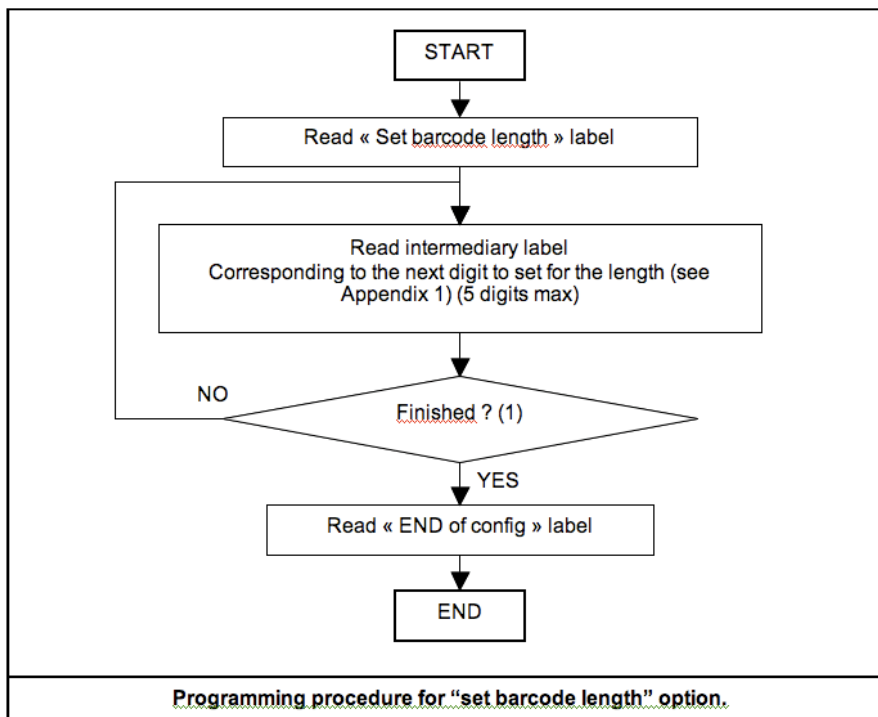 START
Read « Set barcode length » label
Read intermediary label
Corresponding to the next digit to set for the length (see
Appendix 1) (5 digits max)
NO
Finished ? (1)
YES
Read « END of config » label
END
Programming procedure for “set barcode length” option.